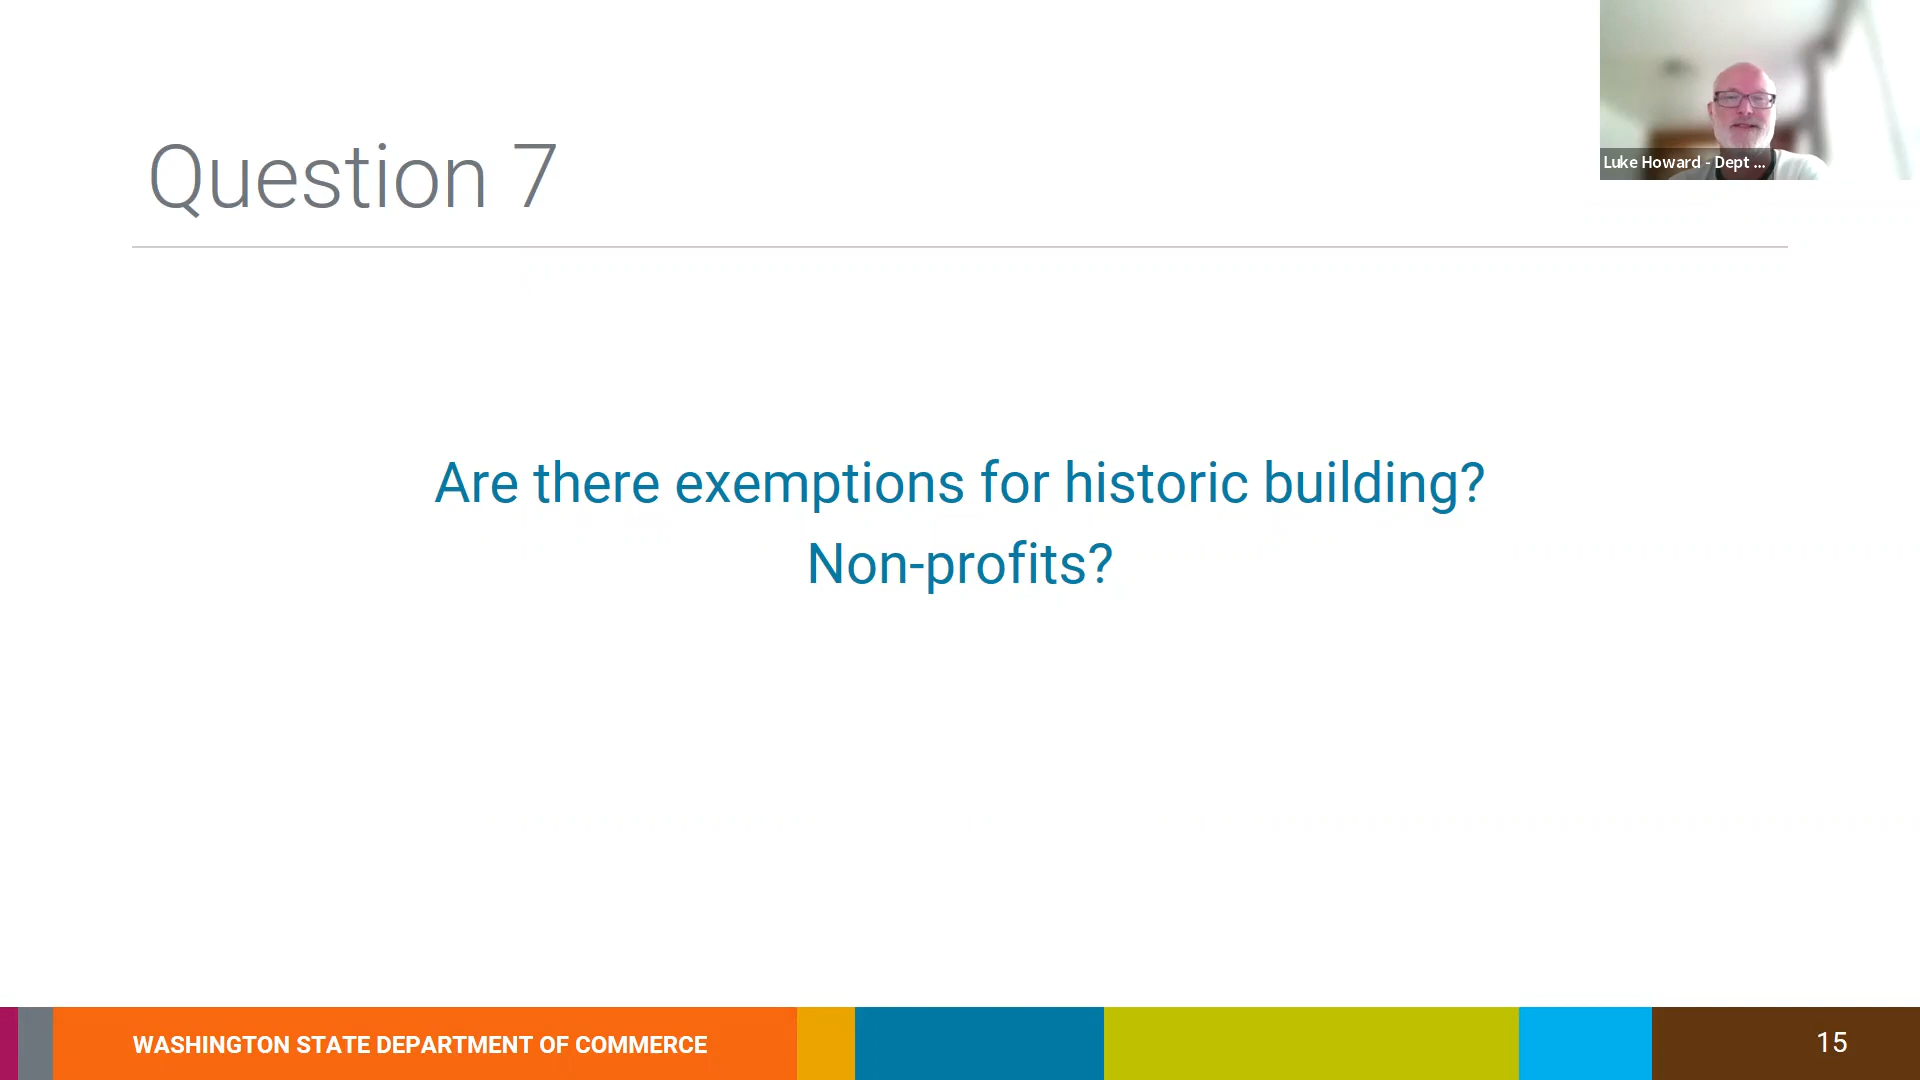 Luke Howard - Dept ...
Question 7
Are there exemptions for historic building?
Non-profits?
WASHINGTON STATE DEPARTMENT OF COMMERCE
15